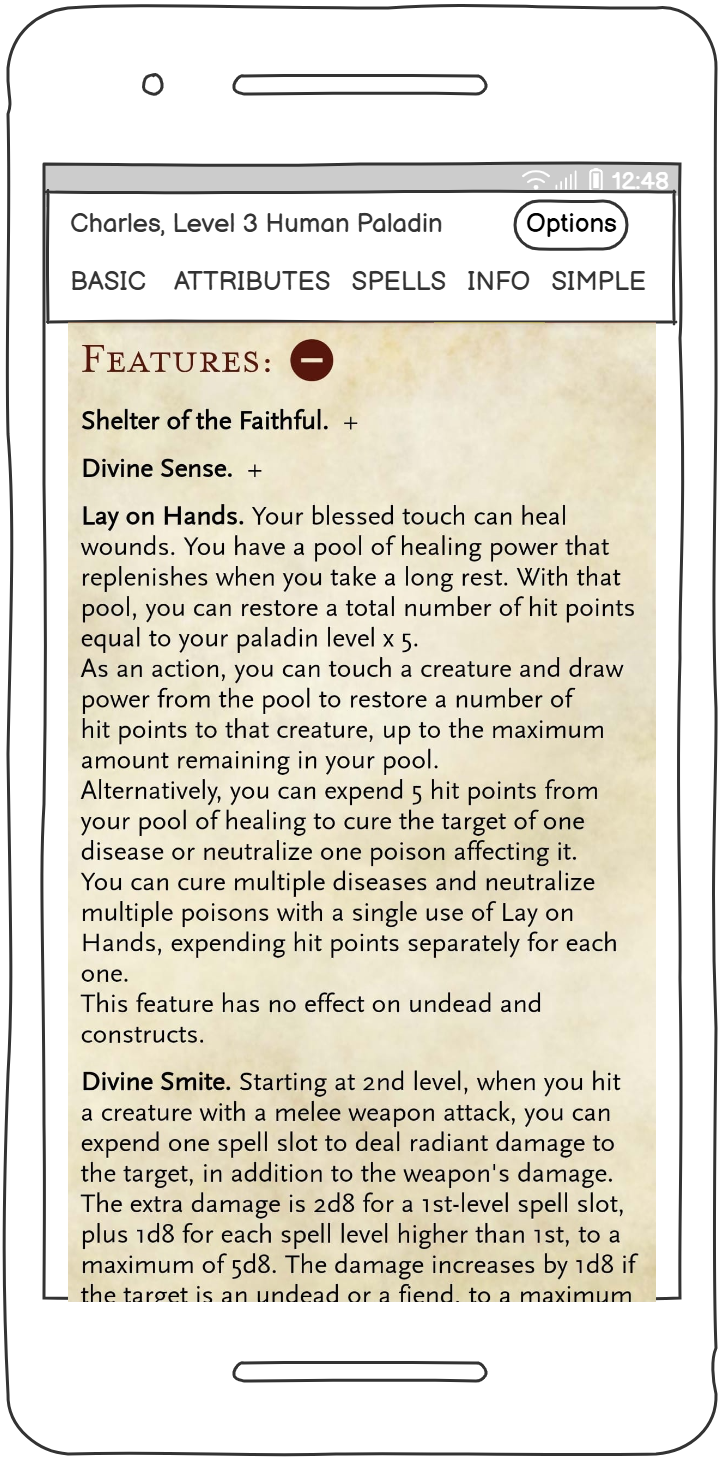 12:48
Charles, Level 3 Human Paladin Options
BASIC ATTRIBUTES SPELLS INFO SIMPLE
FEATURES:
Shelter of the Faithful. +
Divine Sense. +
Lay on Hands. Your blessed touch can heal
wounds. You have a pool of healing power that
replenishes when you take a long rest. With that
pool, you can restore a total number of hit points
equal to your paladin level x 5.
As an action, you can touch a creature and draw
power from the pool to restore a number of
hit points to that creature, up to the maximum
amount remaining in your pool.
Alternatively, you can expend 5 hit points from
your pool of healing to cure the target of one
disease or neutralize one poison affecting it.
You can cure multiple diseases and neutralize
multiple poisons with a single use of Lay on
Hands, expending hit points separately for each
one.
This feature has no effect on undead and
constructs.
Divine Smite. Starting at 2nd level, when you hit
a creature with a melee weapon attack, you can
expend one spell slot to deal radiant damage to
the target, in addition to the weapon's damage.
The extra damage is 2d8 for a 1st-level spell slot,
plus 1d8 for each spell level higher than 1st, to a
maximum of 5d8. The damage increases by 1d8 if
the target is an undead or a fiend, to a maximum